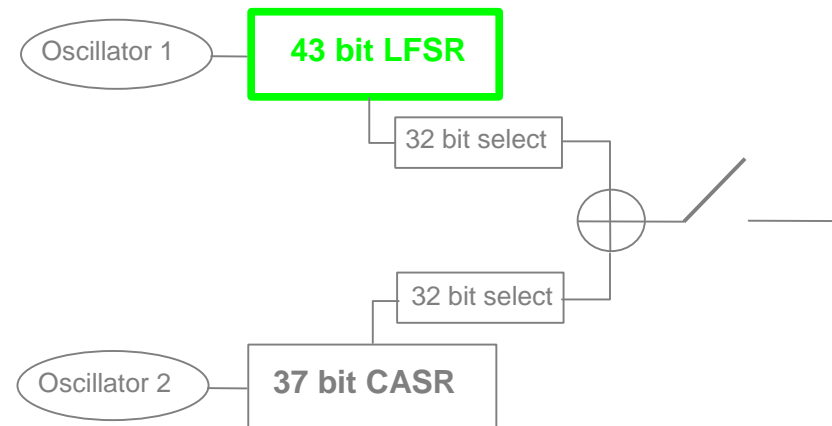 Oscillator 1
43 bit LFSR
32 bit select
32 bit select
Oscillator 2
37 bit CASR